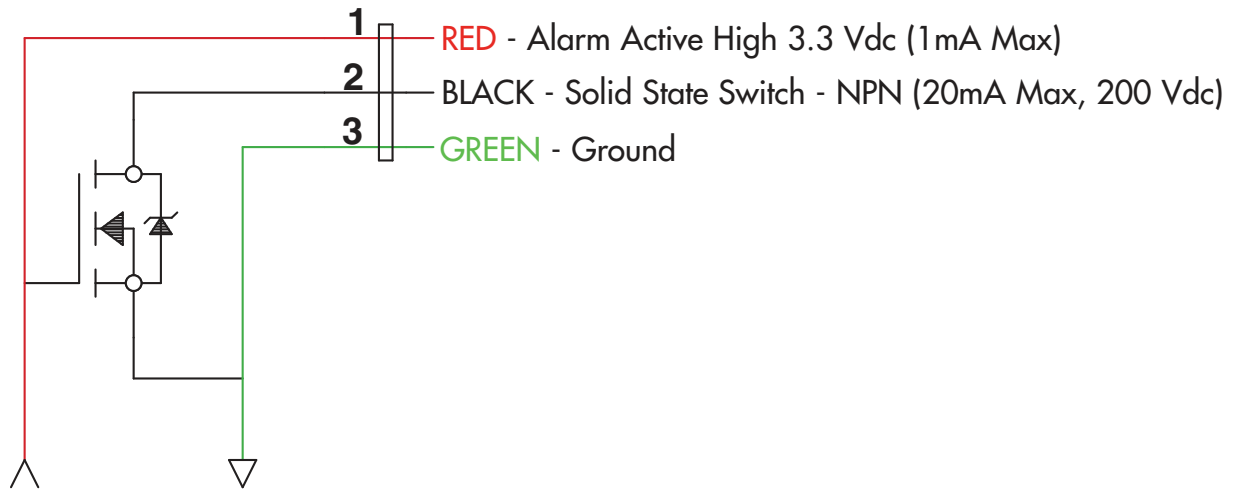 1 RED - Alarm Active High 3.3 Vdc (1mA Max)
2 BLACK - Solid State Switch - NPN (20mA Max, 200 Vdc)
3 GREEN - Ground